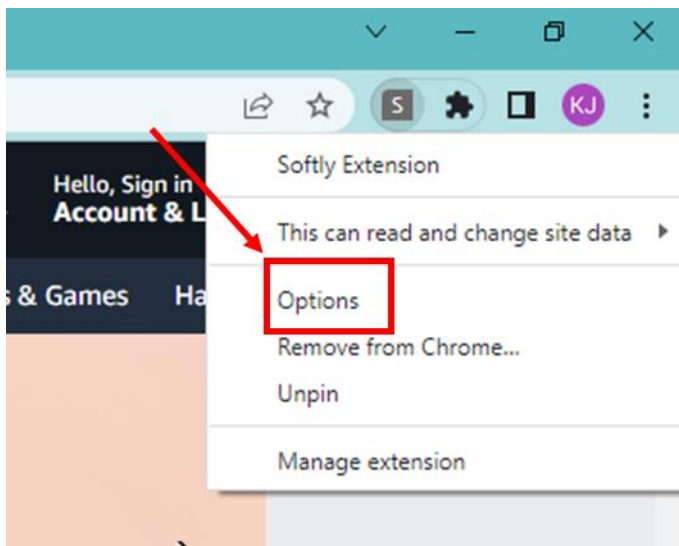 S
KJ
Softly Extension
Hello, Sign in
Account & L
This can read and change site data
s & Games Ha
Options
Remove from Chrome...
Unpin
Manage extension